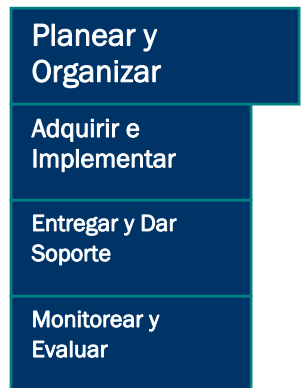 Planear y
Organizar
Adquirir e
Implementar
Entregar y Dar
Soporte
Monitorear y
Evaluar